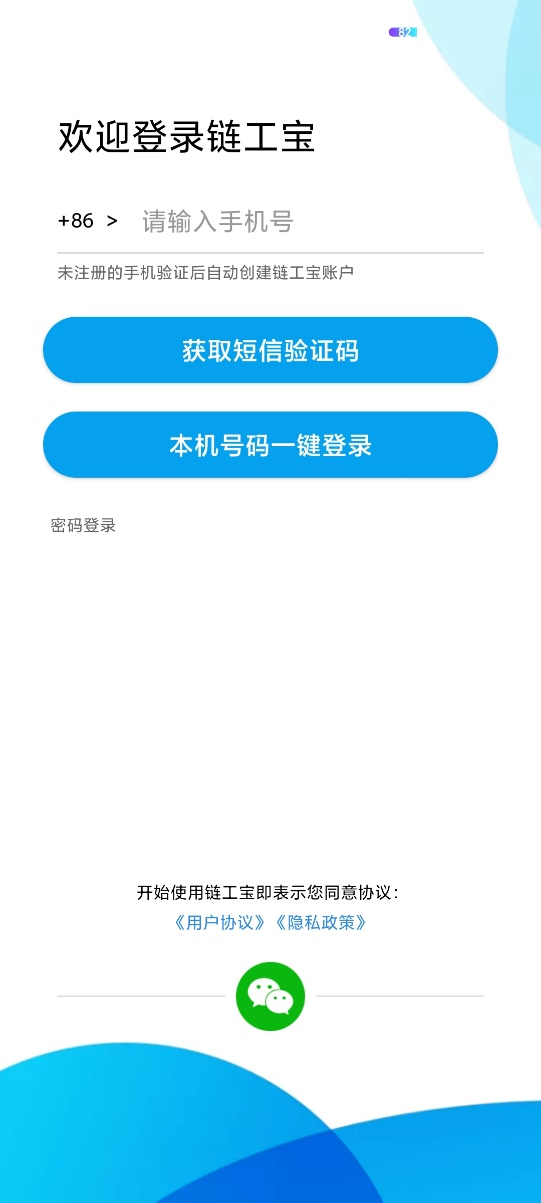 82
欢迎登录链工宝
+86 > 请输入手机号
未注册的手机验证后自动创建链工宝账户
获取短信验证码
本机号码一键登录
密码登录
开始使用链工宝即表示您同意协议：
《用户协议》《隐私政策》